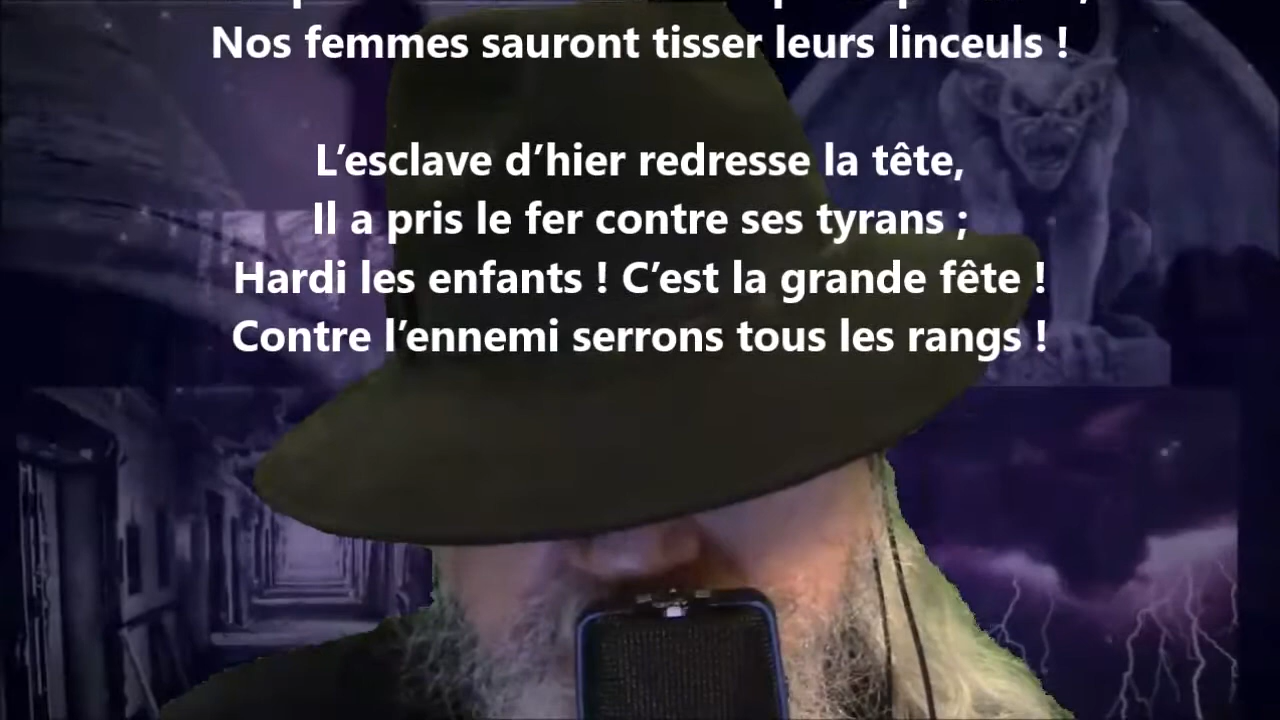 Nos femmes sauront tisser leurs linceuls !
L’esclave d’hier redresse la tête,
Il a pris le fer contre ses tyrans ;
Hardi les enfants ! C’est la grande fête !
Contre l’ennemi serrons tous les rangs !